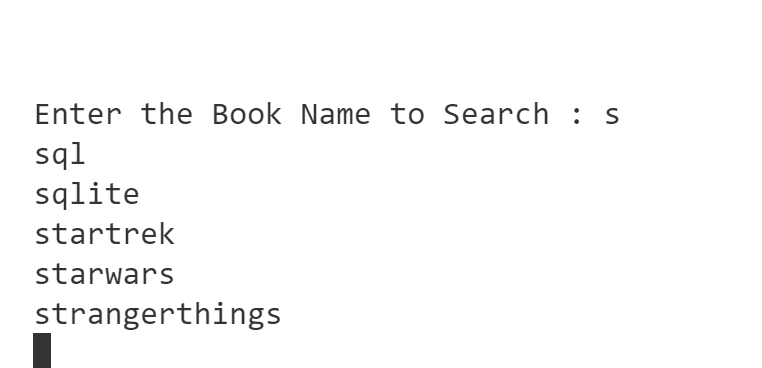 Enter the Book Name to Search : s
sql
sqlite
startrek
starwars
strangerthings